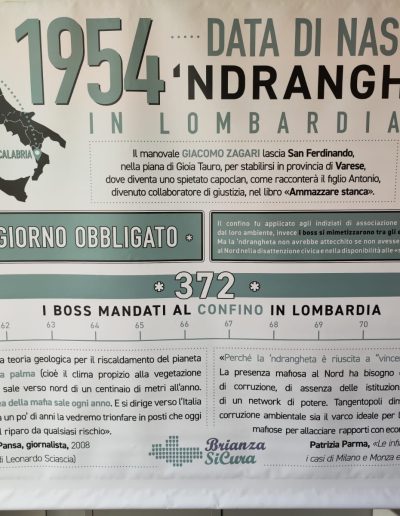 1954
DATA DI NAS
'NDRANGH
IN LOMBARDIA
CALABRIA
Il manovale GIACOMO ZAGARI lascia San Ferdinando,
nella piana di Gioia Tauro, per stabilirsi in provincia di Varese,
dove diventa uno spietato capoclan, come racconterà il figlio Antonio,
divenuto collaboratore di giustizia, nel libro «Ammazzare stanca».
GIORNO OBBLIGATO
Il confino fu applicato agli indiziati di associazione
dal loro ambiente, invece i boss si mimetizzarono tra gli
Ma la 'ndrangheta non avrebbe attecchito se non avesse
al Nord nella disattenzione civica e nella disponibilità alle
* 372 *
I BOSS MANDATI AL CONFINO IN LOMBARDIA
62 63 64 65 66 67 68 69 70
a teoria geologica per il riscaldamento del pianeta
a palma (cioè il clima propizio alla vegetazione
sale verso nord di un centinaio di metri all'anno.
ea della mafia sale ogni anno. E si dirige verso l'Italia
a un po' di anni la vedremo trionfare in posti che oggi
l riparo da qualsiasi rischio».
Pansa, giornalista, 2008
di Leonardo Sciascia)
«Perché la 'ndrangheta è riuscita a "vincer
La presenza mafiosa al Nord ha bisogno d
di corruzione, di assenza delle istituzion
di un network di potere. Tangentopoli dim
corruzione ambientale sia il varco ideale per l
mafiose per allacciare rapporti con econ
Patrizia Parma, «Le infi
i casi di Milano e Monza e
Brianza
SiCura